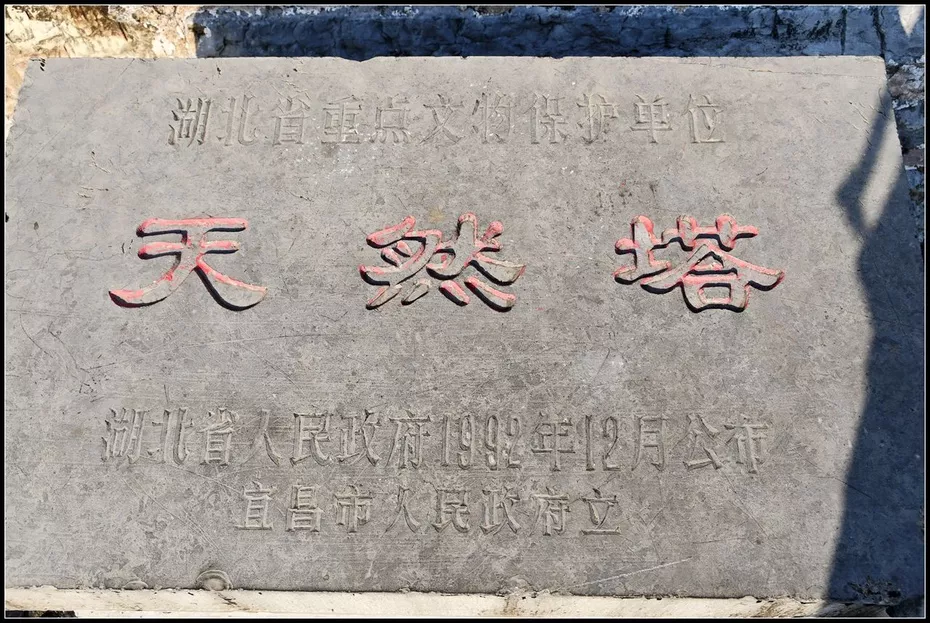 湖北省重点文物保护单位
天然塔
湖北省人民政府1992年12月公布
宜昌市人民政府立